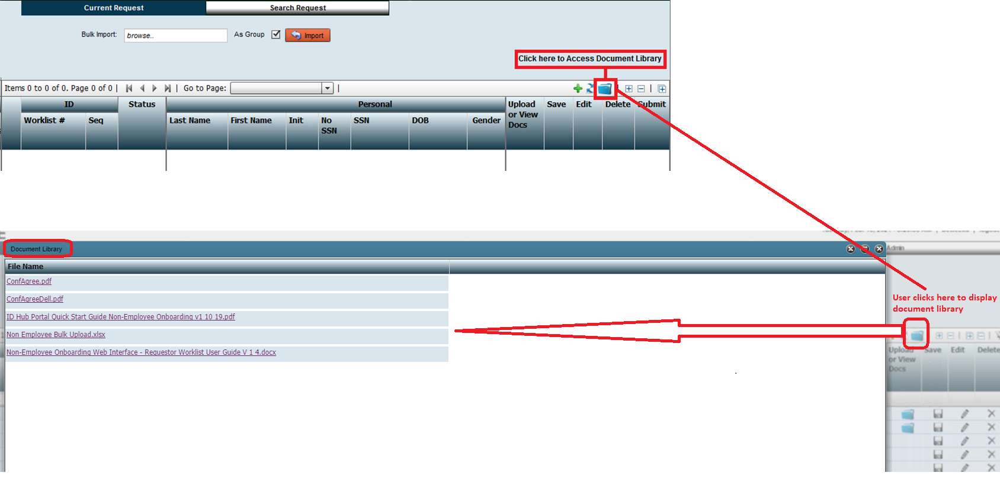 Current Request
Search Request
Bulk Import:
browse..
As Group
Import
Click here to Access Document Library
Items 0 to 0 of 0. Page 0 of 0 |
| Go to Page:
|
|
|
ID
Status
Personal
Upload
or View
Docs
Save
Edit
Delete
Submit
Worklist #
Seq
Last Name
First Name
Init
No
SSN
SSN
DOB
Gender
Document Library
Admin
File Name
ConfAgree.pdf
ConfAgreeDell.pdf
ID Hub Portal Quick Start Guide Non-Employee Onboarding v1 10 19.pdf
Non Employee Bulk Upload.xlsx
Non-Employee Onboarding Web Interface - Requestor Worklist User Guide V 1 4.docx
User clicks here to display
document library
Upload
or View
Docs
Save
Edit
Delete
.